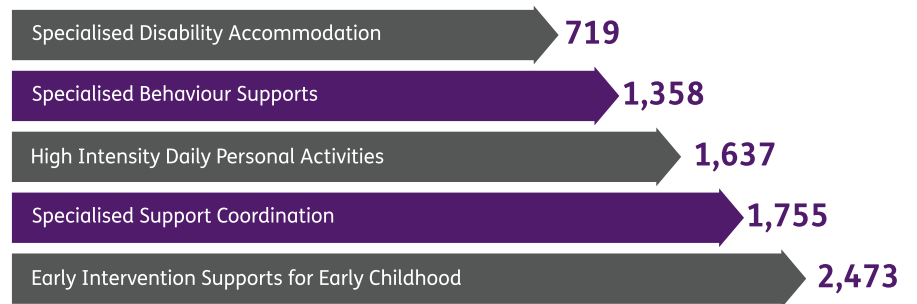 Specialised Disability Accommodation 719
Specialised Behaviour Supports 1,358
High Intensity Daily Personal Activities 1,637
Specialised Support Coordination 1,755
Early Intervention Supports for Early Childhood 2,473